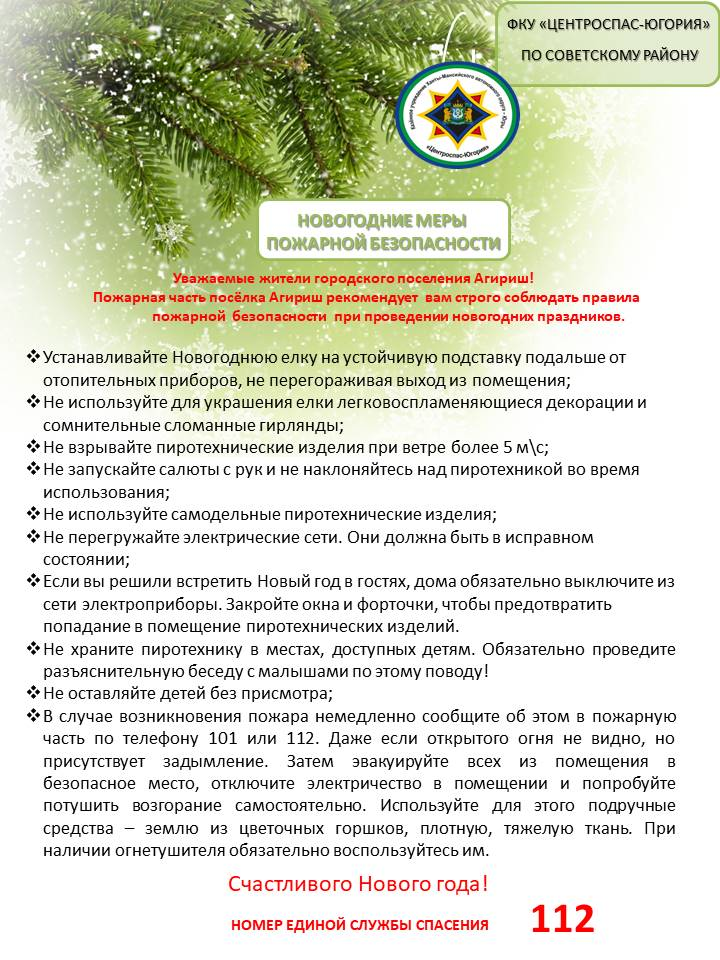 ФКУ «ЦЕНТРОСПАС-ЮГОРИЯ»
ПО СОВЕТСКОМУ РАЙОНУ
Казённое учреждение Ханты-Мансийского автономного округа - Югры
«Центроспас-Югория»
НОВОГОДНИЕ МЕРЫ
ПОЖАРНОЙ БЕЗОПАСНОСТИ
Уважаемые жители городского поселения Агириш!
Пожарная часть посёлка Агириш рекомендует вам строго соблюдать правила
пожарной безопасности при проведении новогодних праздников.
❖Устанавливайте Новогоднюю елку на устойчивую подставку подальше от
отопительных приборов, не перегораживая выход из помещения;
❖Не используйте для украшения елки легковоспламеняющиеся декорации и
сомнительные сломанные гирлянды;
❖Не взрывайте пиротехнические изделия при ветре более 5 м\с;
❖Не запускайте салюты с рук и не наклоняйтесь над пиротехникой во время
использования;
❖Не используйте самодельные пиротехнические изделия;
❖Не перегружайте электрические сети. Они должна быть в исправном
состоянии;
❖Если вы решили встретить Новый год в гостях, дома обязательно выключите из
сети электроприборы. Закройте окна и форточки, чтобы предотвратить
попадание в помещение пиротехнических изделий.
❖Не храните пиротехнику в местах, доступных детям. Обязательно проведите
разъяснительную беседу с малышами по этому поводу!
❖Не оставляйте детей без присмотра;
❖В случае возникновения пожара немедленно сообщите об этом в пожарную
часть по телефону 101 или 112. Даже если открытого огня не видно, но
присутствует задымление. Затем эвакуируйте всех из помещения в
безопасное место, отключите электричество в помещении и попробуйте
потушить возгорание самостоятельно. Используйте для этого подручные
средства – землю из цветочных горшков, плотную, тяжелую ткань. При
наличии огнетушителя обязательно воспользуйтесь им.
Счастливого Нового года!
НОМЕР ЕДИНОЙ СЛУЖБЫ СПАСЕНИЯ 112